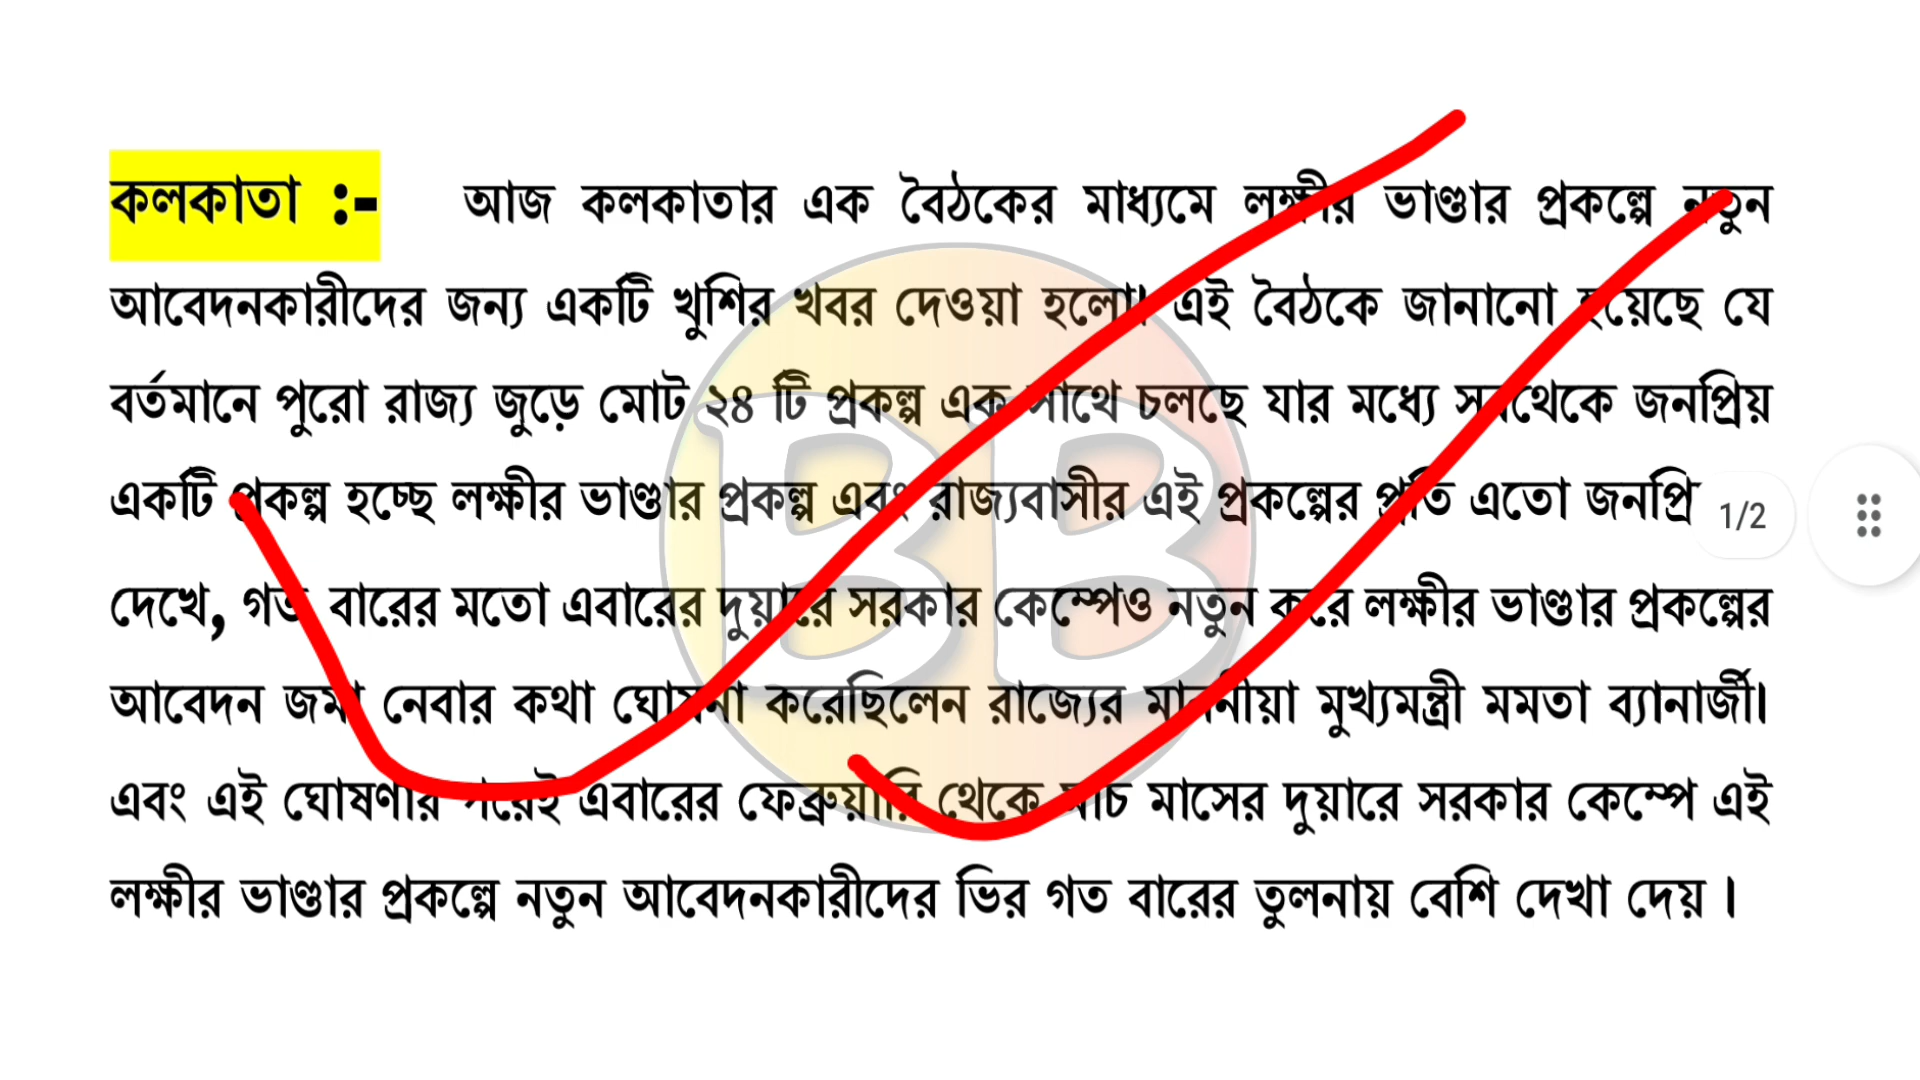 কলকাতা :- আজ কলকাতার এক বৈঠকের মাধ্যমে লক্ষীর ভাণ্ডার প্রকল্পে নতুন
আবেদনকারীদের জন্য একটি খুশির খবর দেওয়া হলো। এই বৈঠকে জানানো হয়েছে যে
বর্তমানে পুরো রাজ্য জুড়ে মোট ২৪ টি প্রকল্প এক সাথে চলছে যার মধ্যে সবথেকে জনপ্রিয়
একটি প্রকল্প হচ্ছে লক্ষীর ভাণ্ডার প্রকল্প এবং রাজ্যবাসীর এই প্রকল্পের প্রতি এতো জনপ্রি
1/2
দেখে, গত বারের মতো এবারের দুয়ারে সরকার কেম্পেও নতুন করে লক্ষীর ভাণ্ডার প্রকল্পের
আবেদন জমা নেবার কথা ঘোষনা করেছিলেন রাজ্যের মাননীয়া মুখ্যমন্ত্রী মমতা ব্যানার্জী।
এবং এই ঘোষণার পরেই এবারের ফেব্রুয়ারি থেকে মাচ মাসের দুয়ারে সরকার কেম্পে এই
লক্ষীর ভাণ্ডার প্রকল্পে নতুন আবেদনকারীদের ভির গত বারের তুলনায় বেশি দেখা দেয় ।
BB